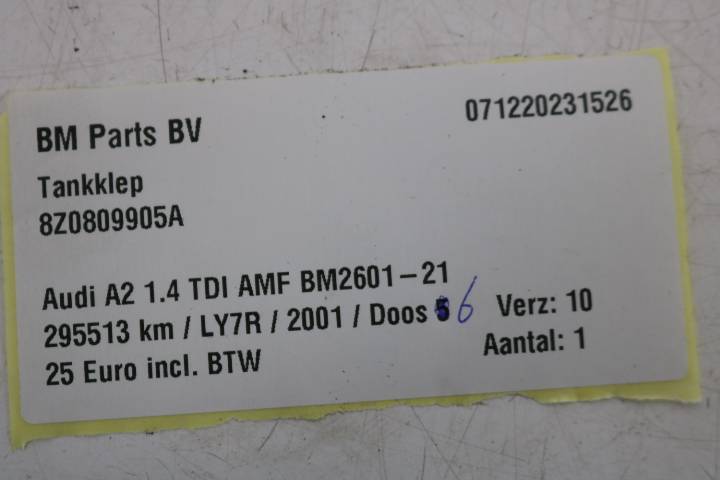 BM Parts BV
071220231526
Tankklep
8Z0809905A
Audi A2 1.4 TDI AMF BM2601-21
295513 km / LY7R / 2001 / Doos 5 6
Verz: 10
25 Euro incl. BTW
Aantal: 1